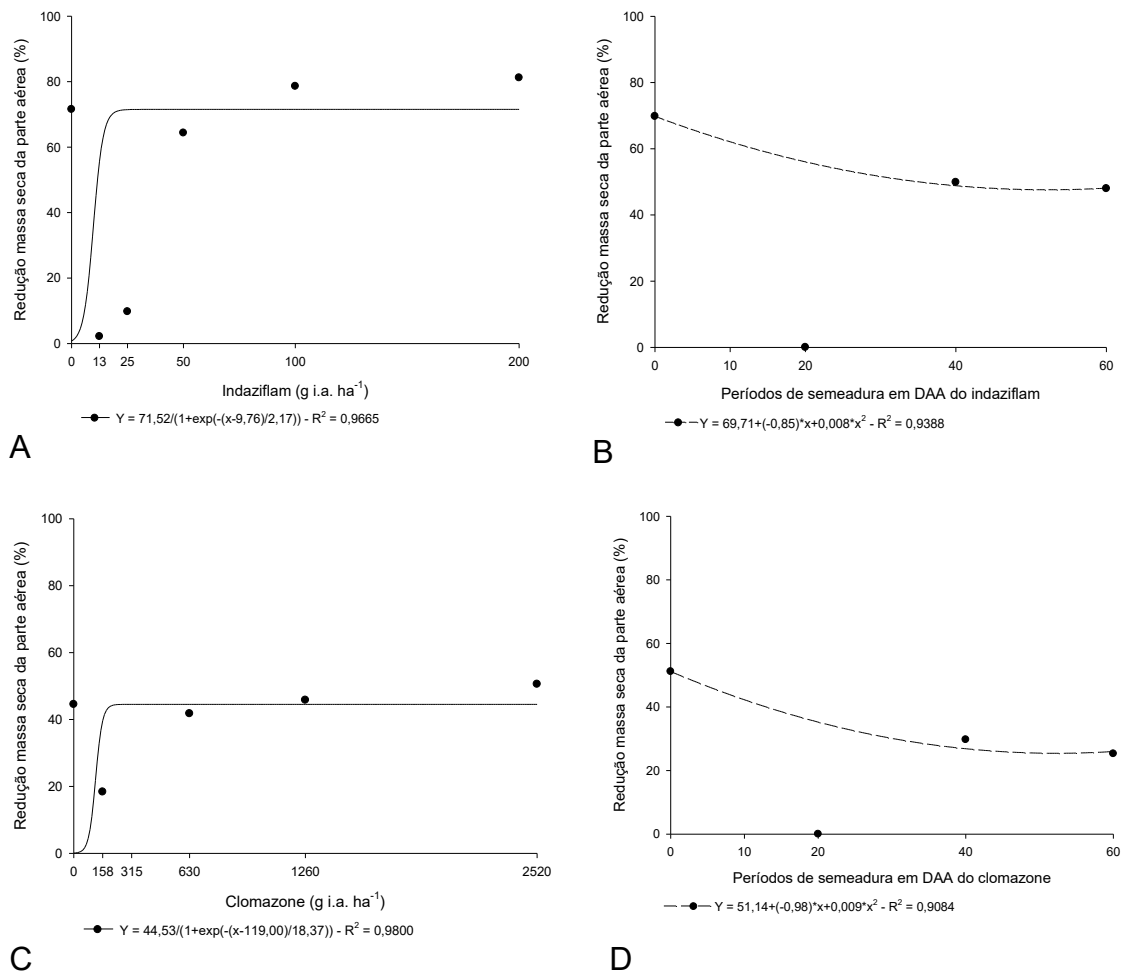 100
80
60
40
20
0
Redução massa seca da parte aérea (%)
0 13 25 50 100 200
Indaziflam (g i.a. ha⁻¹)
Y = 71,52/(1+exp(-(x-9,76)/2,17)) - R² = 0,9665
A
100
80
60
40
20
0
Redução massa seca da parte aérea (%)
0 10 20 40 60
Períodos de semeadura em DAA do indaziflam
Y = 69,71+(-0,85)*x+0,008*x² - R² = 0,9388
B
100
80
60
40
20
0
Redução massa seca da parte aérea (%)
0 158 315 630 1260 2520
Clomazone (g i.a. ha⁻¹)
Y = 44,53/(1+exp(-(x-119,00)/18,37)) - R² = 0,9800
C
100
80
60
40
20
0
Redução massa seca da parte aérea (%)
0 10 20 40 60
Períodos de semeadura em DAA do clomazone
Y = 51,14+(-0,98)*x+0,009*x² - R² = 0,9084
D